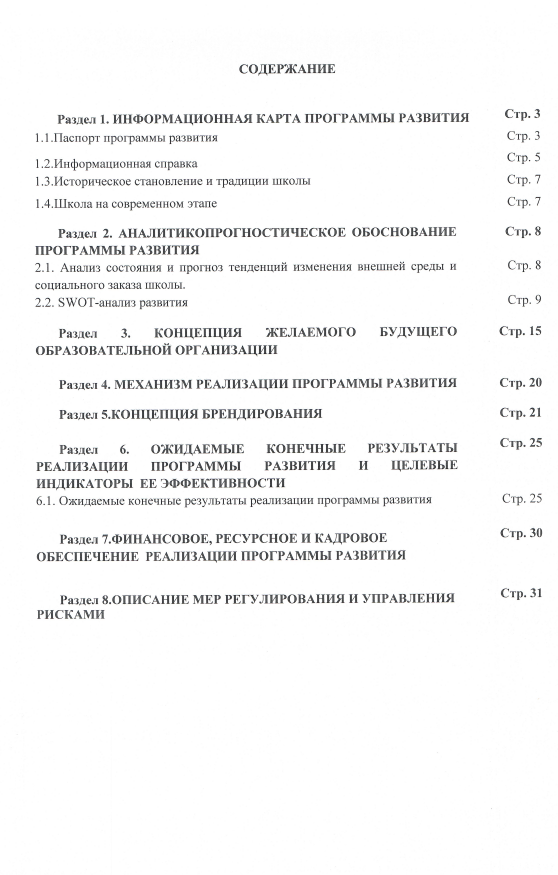 СОДЕРЖАНИЕ
Раздел 1. ИНФОРМАЦИОННАЯ КАРТА ПРОГРАММЫ РАЗВИТИЯ Стр. 3
1.1.Паспорт программы развития Стр. 3
1.2.Информационная справка Стр. 5
1.3.Историческое становление и традиции школы Стр. 7
1.4.Школа на современном этапе Стр. 7
Раздел 2. АНАЛИТИКОПРОГНОСТИЧЕСКОЕ ОБОСНОВАНИЕ Стр. 8
ПРОГРАММЫ РАЗВИТИЯ
2.1. Анализ состояния и прогноз тенденций изменения внешней среды и Стр. 8
социального заказа школы.
2.2. SWOT-анализ развития Стр. 9
Раздел 3. КОНЦЕПЦИЯ ЖЕЛАЕМОГО БУДУЩЕГО Стр. 15
ОБРАЗОВАТЕЛЬНОЙ ОРГАНИЗАЦИИ
Раздел 4. МЕХАНИЗМ РЕАЛИЗАЦИИ ПРОГРАММЫ РАЗВИТИЯ Стр. 20
Раздел 5.КОНЦЕПЦИЯ БРЕНДИРОВАНИЯ Стр. 21
Раздел 6. ОЖИДАЕМЫЕ КОНЕЧНЫЕ РЕЗУЛЬТАТЫ Стр. 25
РЕАЛИЗАЦИИ ПРОГРАММЫ РАЗВИТИЯ И ЦЕЛЕВЫЕ
ИНДИКАТОРЫ ЕЕ ЭФФЕКТИВНОСТИ
6.1. Ожидаемые конечные результаты реализации программы развития Стр. 25
Раздел 7.ФИНАНСОВОЕ, РЕСУРСНОЕ И КАДРОВОЕ Стр. 30
ОБЕСПЕЧЕНИЕ РЕАЛИЗАЦИИ ПРОГРАММЫ РАЗВИТИЯ
Раздел 8.ОПИСАНИЕ МЕР РЕГУЛИРОВАНИЯ И УПРАВЛЕНИЯ Стр. 31
РИСКАМИ